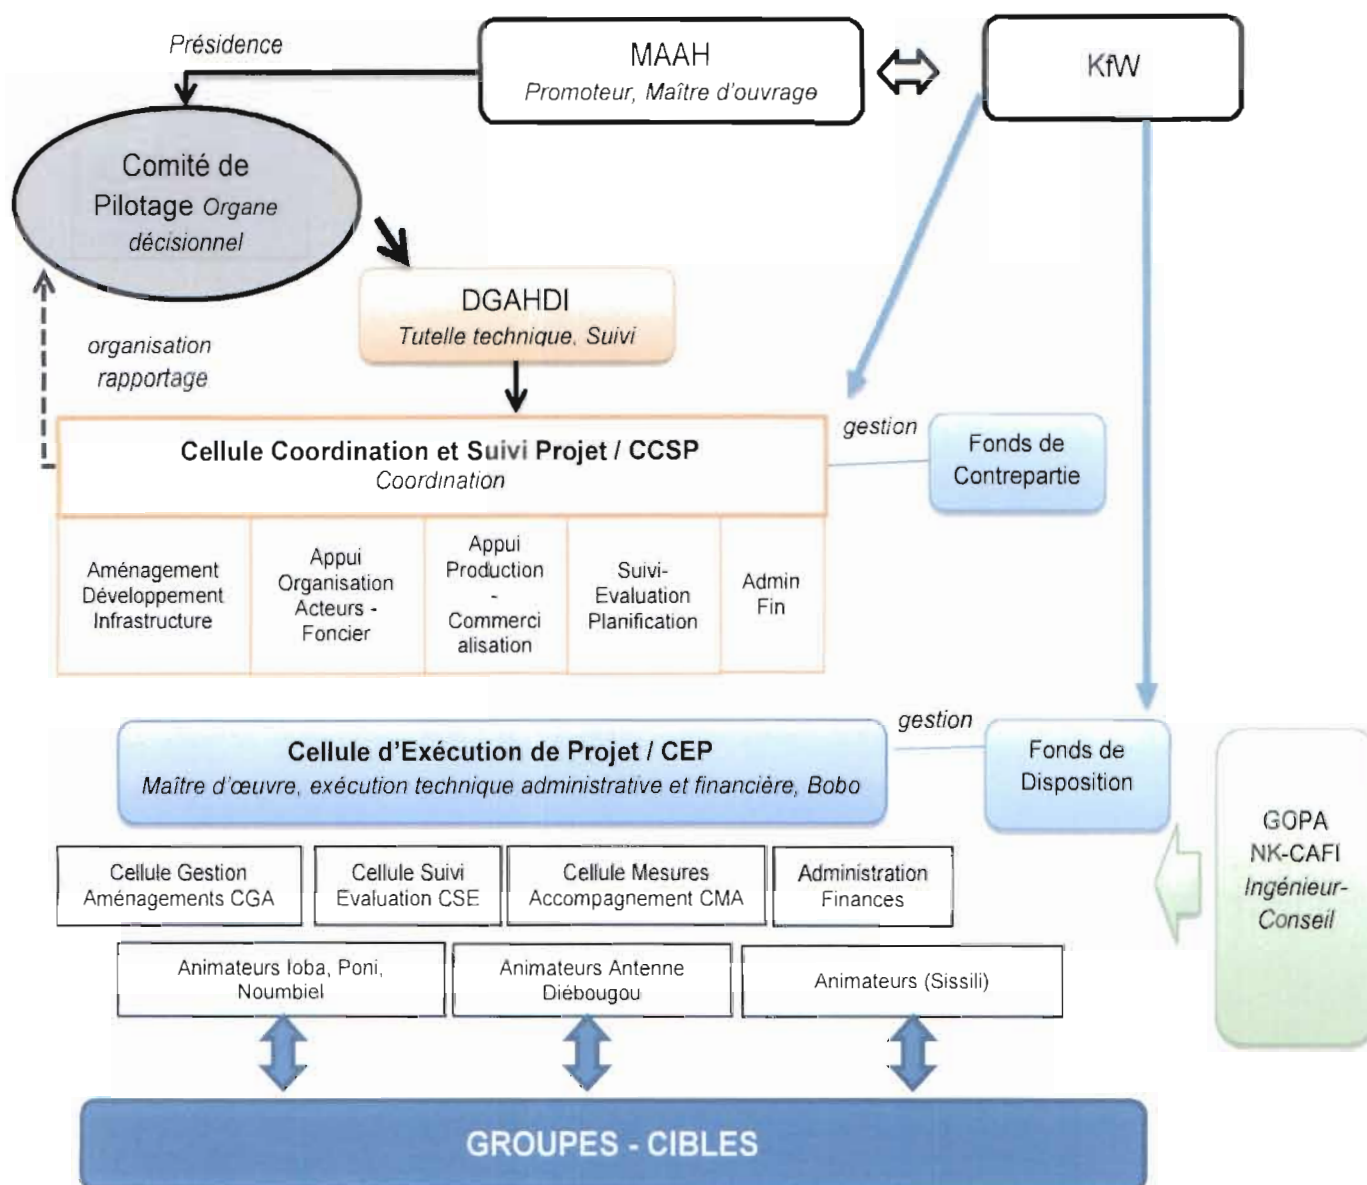 Présidence
MAAH
Promoteur, Maître d'ouvrage
KfW
Comité de
Pilotage Organe
décisionnel
DGAHDI
Tutelle technique, Suivi
organisation
rapportage
Cellule Coordination et Suivi Projet / CCSP
Coordination
gestion
Fonds de
Contrepartie
Aménagement
Développement
Infrastructure
Appui
Organisation
Acteurs -
Foncier
Appui
Production
-
Commerci
alisation
Suivi-
Evaluation
Planification
Admin
Fin
Cellule d'Exécution de Projet / CEP
Maître d'œuvre, exécution technique administrative et financière, Bobo
gestion
Fonds de
Disposition
GOPA
NK-CAFI
Ingénieur-
Conseil
Cellule Gestion
Aménagements CGA
Cellule Suivi
Evaluation CSE
Cellule Mesures
Accompagnement CMA
Administration
Finances
Animateurs Ioba, Poni,
Noumbiel
Animateurs Antenne
Diébougou
Animateurs (Sissili)
GROUPES - CIBLES